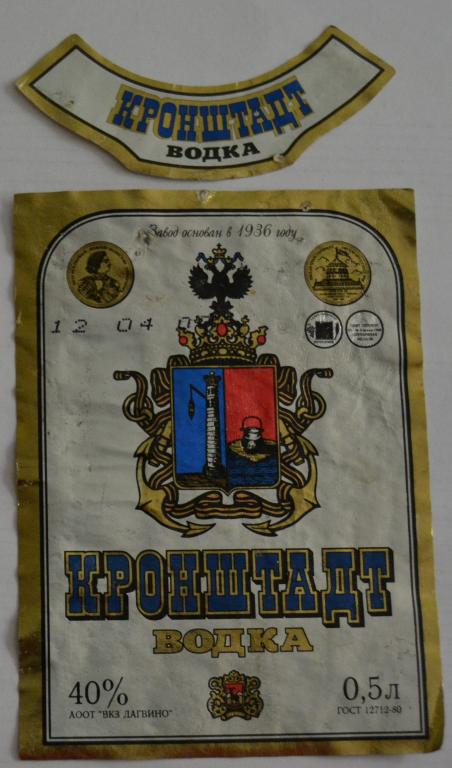 КРОНШТАДТ
ВОДКА
Завод основан в 1936 году
12 04
КРОНШТАДТ
ВОДКА
40%
АООТ "ВКЗ ДАГВИНО"
0,5л
ГОСТ 12712-80